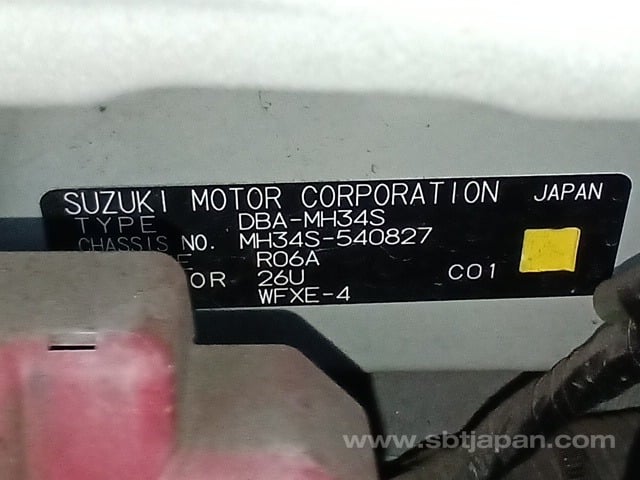 SUZUKI MOTOR CORPORATION JAPAN
TYPE DBA-MH34S
CHASSIS NO. MH34S-540827
E R06A
OR 26U C01
WFXE-4
www.sbtjapan.com